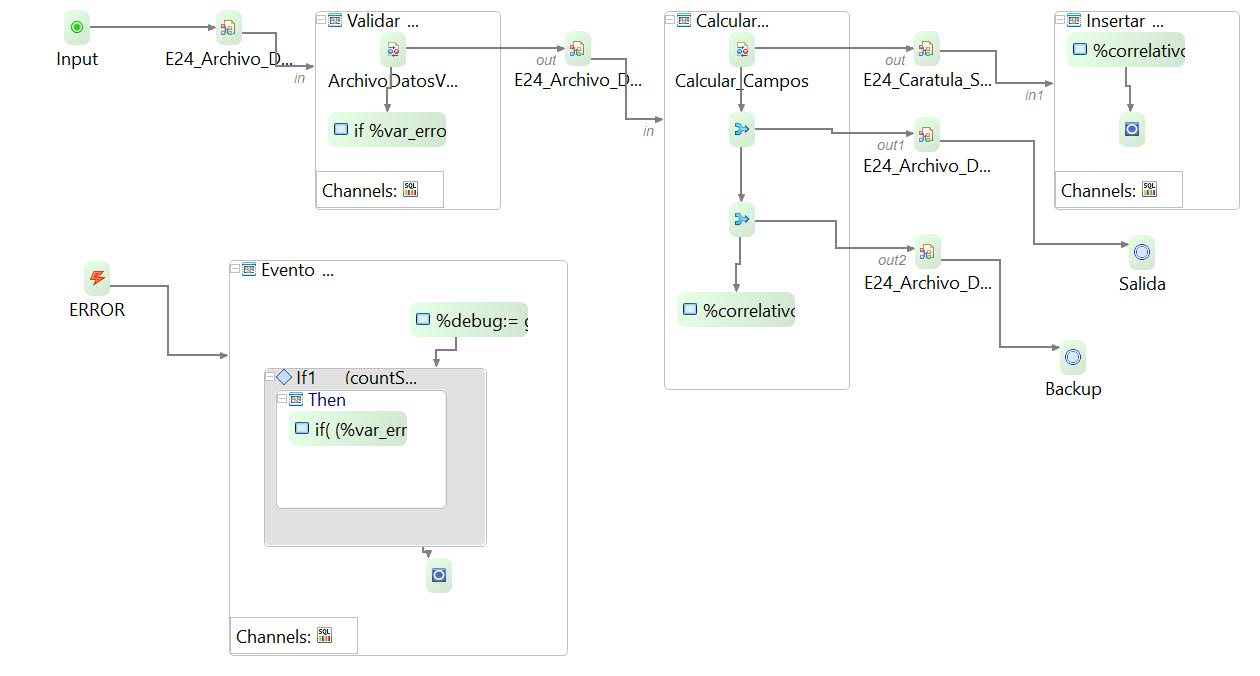 Input
E24_Archivo_D...
in
Validar ...
ArchivoDatosV...
if %var_erro
Channels:
out
E24_Archivo_D...
in
Calcular...
Calcular_Campos
%correlativo
out
E24_Caratula_S...
in1
out1
E24_Archivo_D...
out2
E24_Archivo_D...
Insertar ...
%correlativo
Channels:
Salida
Backup
ERROR
Evento ...
%debug:= g
If1 (countS...
Then
if( (%var_err
Channels: